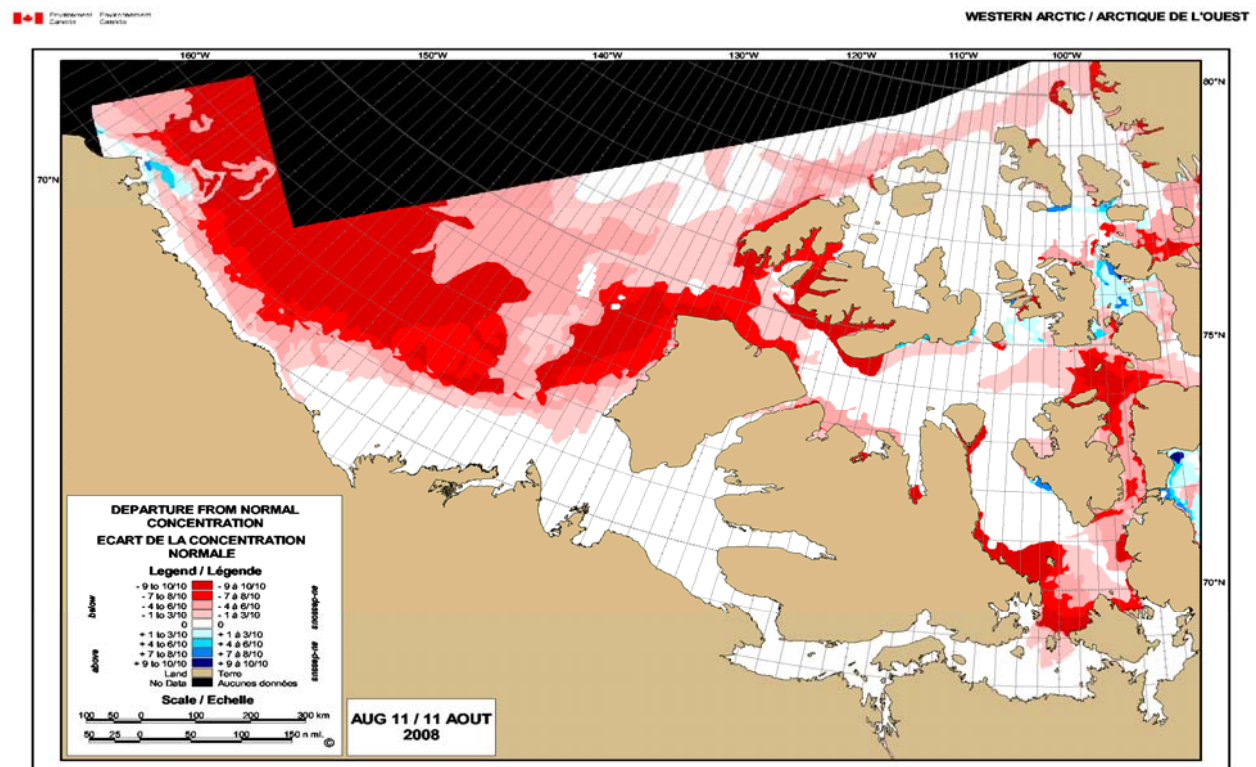 Environment Environnement
Canada Canada
WESTERN ARCTIC / ARCTIQUE DE L'OUEST
160°W 150°W 140°W 130°W 120°W 110°W 100°W
80°N
70°N
75°N
70°N
DEPARTURE FROM NORMAL
CONCENTRATION
ECART DE LA CONCENTRATION
NORMALE
Legend / Légende
below
- 9 to 10/10 - 9 à 10/10
- 7 to 8/10 - 7 à 8/10
- 4 to 6/10 - 4 à 6/10
- 1 to 3/10 - 1 à 3/10
au-dessous
0 0
above
+ 1 to 3/10 + 1 à 3/10
+ 4 to 6/10 + 4 à 6/10
+ 7 to 8/10 + 7 à 8/10
+ 9 to 10/10 + 9 à 10/10
au-dessus
Land Terre
No Data Aucunes données
Scale / Echelle
100 50 0 100 200 300 km
50 25 0 50 100 150 n mi.
©
AUG 11 / 11 AOUT
2008